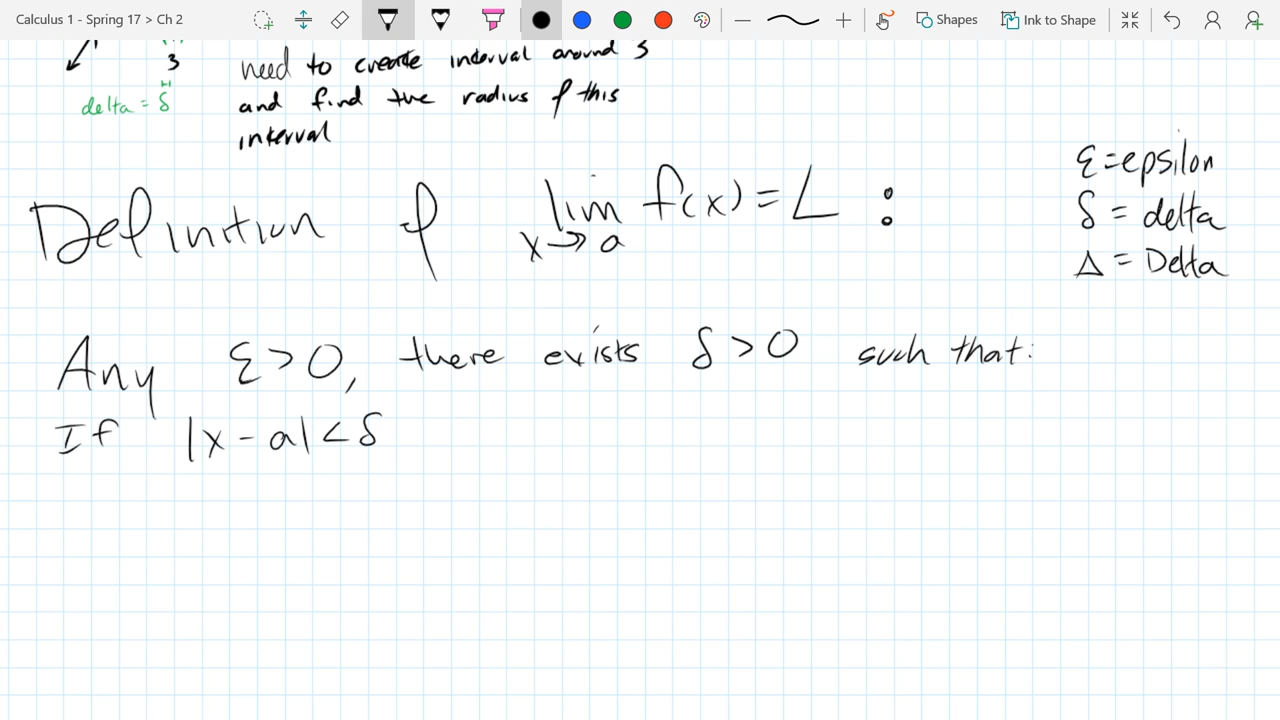 Calculus 1 - Spring 17 > Ch 2
Shapes
Ink to Shape
3
need to create interval around 3
delta = δ
and find the radius of this
interval
Definition of lim f(x) = L :
x → a
ε = epsilon
δ = delta
Δ = Delta
Any ε > 0, there exists δ > 0 such that:
If |x - a| < δ